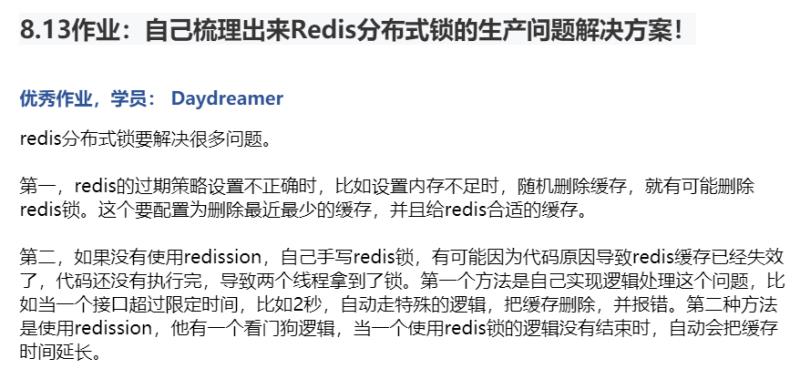 8.13作业：自己梳理出来Redis分布式锁的生产问题解决方案！
优秀作业，学员： Daydreamer
redis分布式锁要解决很多问题。
第一，redis的过期策略设置不正确时，比如设置内存不足时，随机删除缓存，就有可能删除
redis锁。这个要配置为删除最近最少的缓存，并且给redis合适的缓存。
第二，如果没有使用redission，自己手写redis锁，有可能因为代码原因导致redis缓存已经失效
了，代码还没有执行完，导致两个线程拿到了锁。第一个方法是自己实现逻辑处理这个问题，比
如当一个接口超过限定时间，比如2秒，自动走特殊的逻辑，把缓存删除，并报错。第二种方法
是使用redission，他有一个看门狗逻辑，当一个使用redis锁的逻辑没有结束时，自动会把缓存
时间延长。